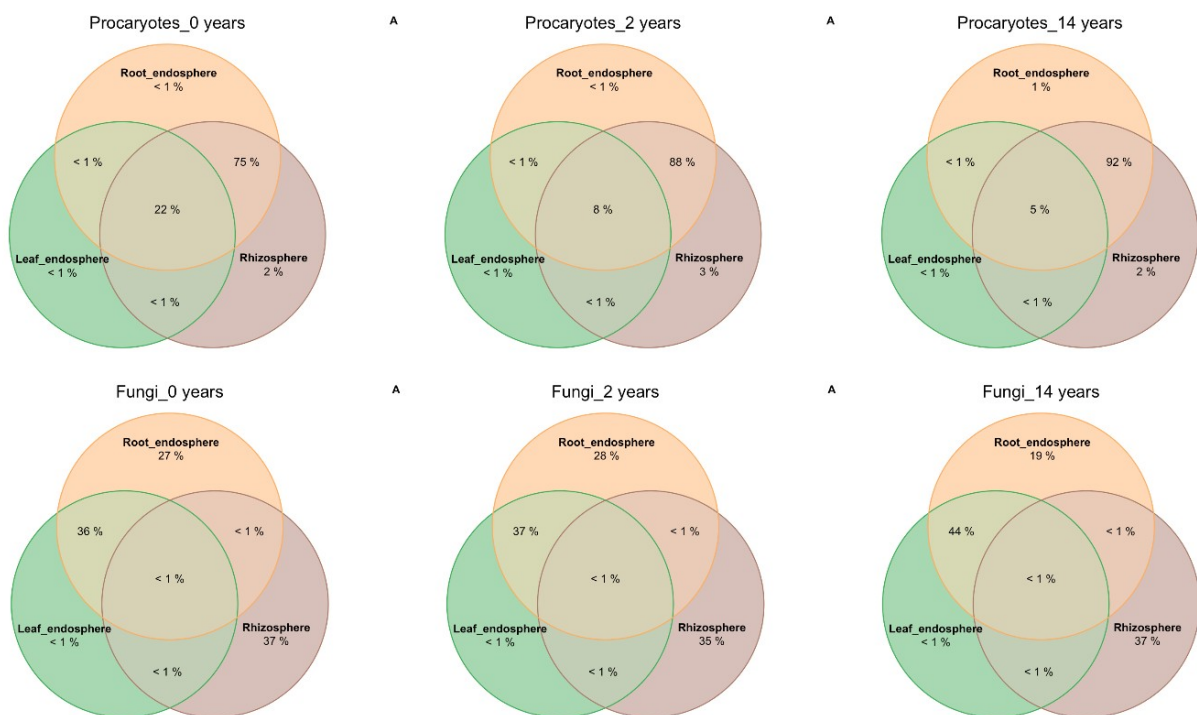 Procaryotes_0 years
A
Procaryotes_2 years
A
Procaryotes_14 years
Root_endosphere
< 1 %
< 1 %
75 %
22 %
Leaf_endosphere
< 1 %
Rhizosphere
2 %
< 1 %
Root_endosphere
< 1 %
< 1 %
88 %
8 %
Leaf_endosphere
< 1 %
Rhizosphere
3 %
< 1 %
Root_endosphere
1 %
< 1 %
92 %
5 %
Leaf_endosphere
< 1 %
Rhizosphere
2 %
< 1 %
Fungi_0 years
A
Fungi_2 years
A
Fungi_14 years
Root_endosphere
27 %
36 %
< 1 %
< 1 %
Leaf_endosphere
< 1 %
Rhizosphere
37 %
< 1 %
Root_endosphere
28 %
37 %
< 1 %
< 1 %
Leaf_endosphere
< 1 %
Rhizosphere
35 %
< 1 %
Root_endosphere
19 %
44 %
< 1 %
< 1 %
Leaf_endosphere
< 1 %
Rhizosphere
37 %
< 1 %